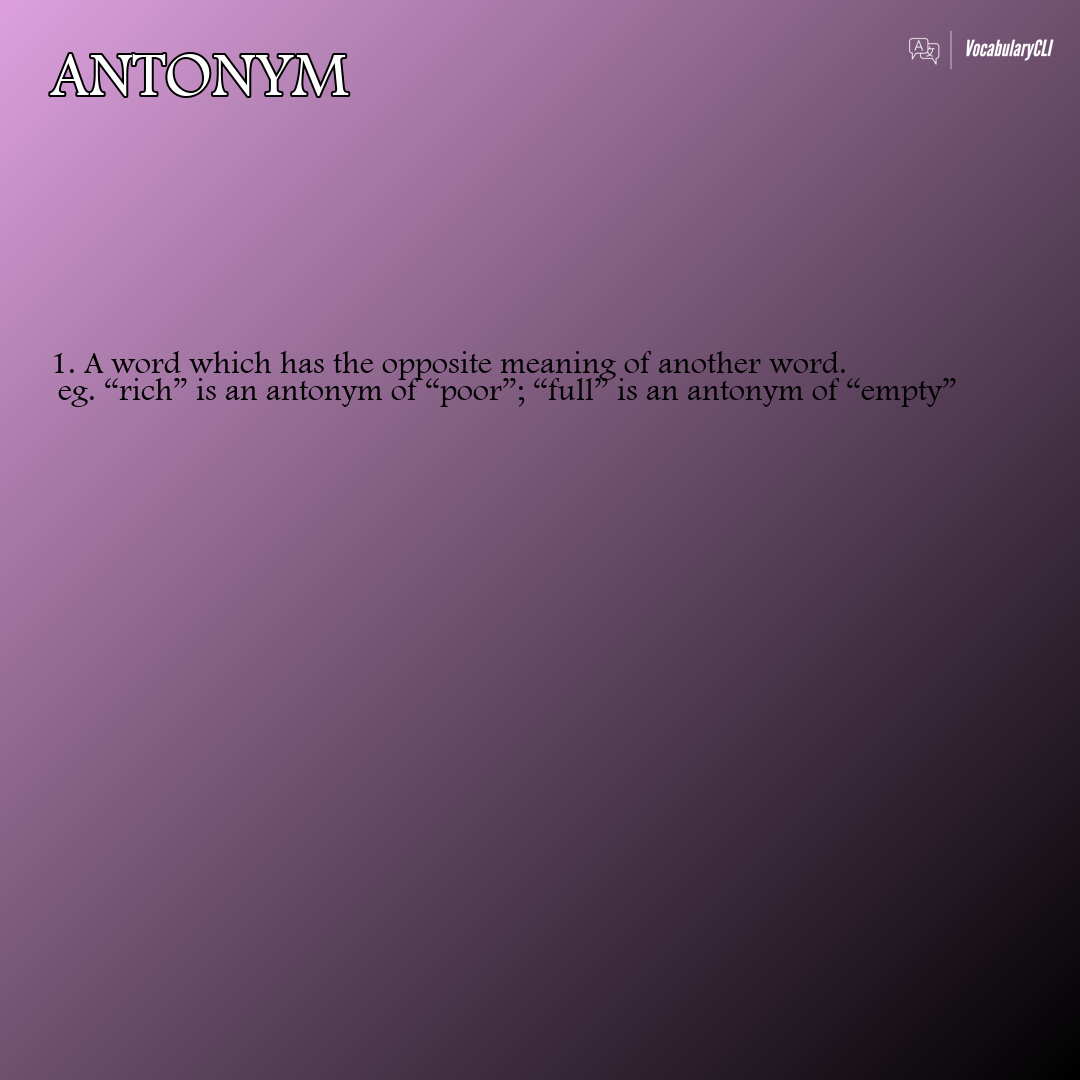 ANTONYM
VocabularyCLI
1. A word which has the opposite meaning of another word.
eg. “rich” is an antonym of “poor”; “full” is an antonym of “empty”